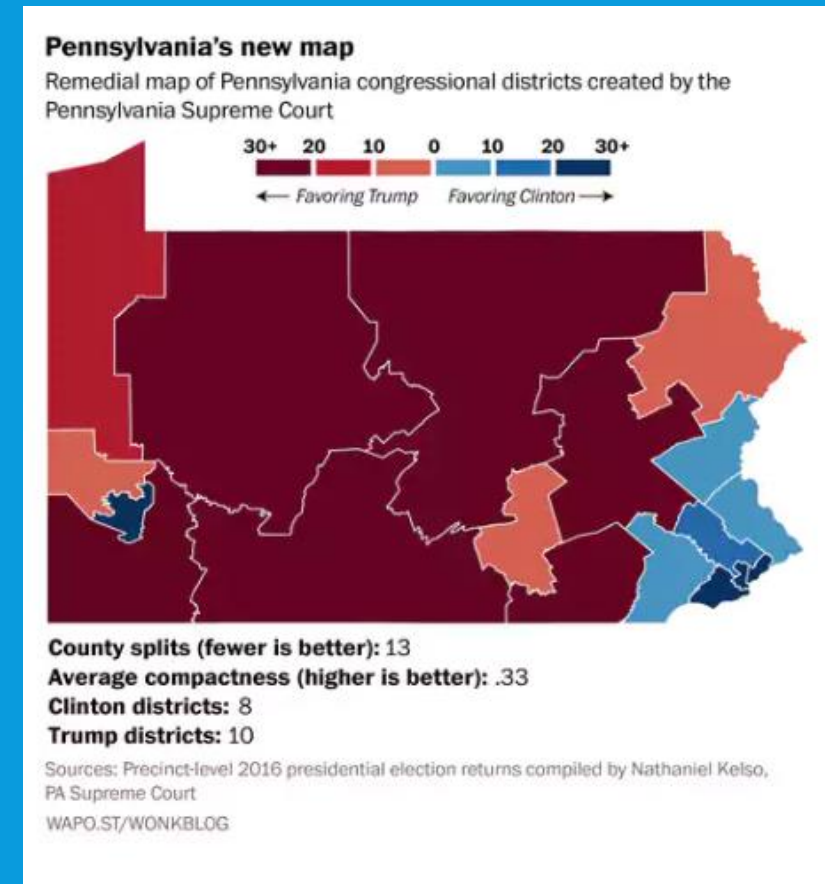 Pennsylvania's new map
Remedial map of Pennsylvania congressional districts created by the
Pennsylvania Supreme Court
30+ 20 10 0 10 20 30+
Favoring Trump Favoring Clinton
County splits (fewer is better): 13
Average compactness (higher is better): .33
Clinton districts: 8
Trump districts: 10
Sources: Precinct-level 2016 presidential election returns compiled by Nathaniel Kelso,
PA Supreme Court
WAPO.ST/WONKBLOG